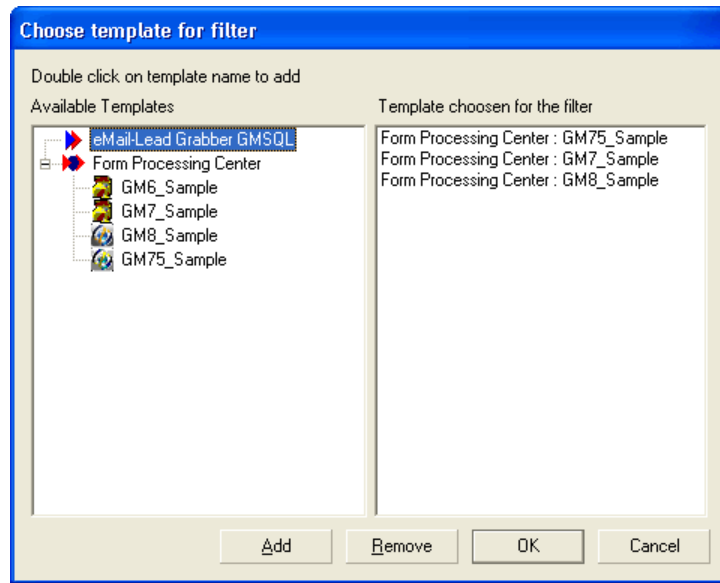 Choose template for filter
Double click on template name to add
Available Templates
eMail-Lead Grabber GMSQL
Form Processing Center
GM6_Sample
GM7_Sample
GM8_Sample
GM75_Sample
Template choosen for the filter
Form Processing Center : GM75_Sample
Form Processing Center : GM7_Sample
Form Processing Center : GM8_Sample
Add
Remove
OK
Cancel